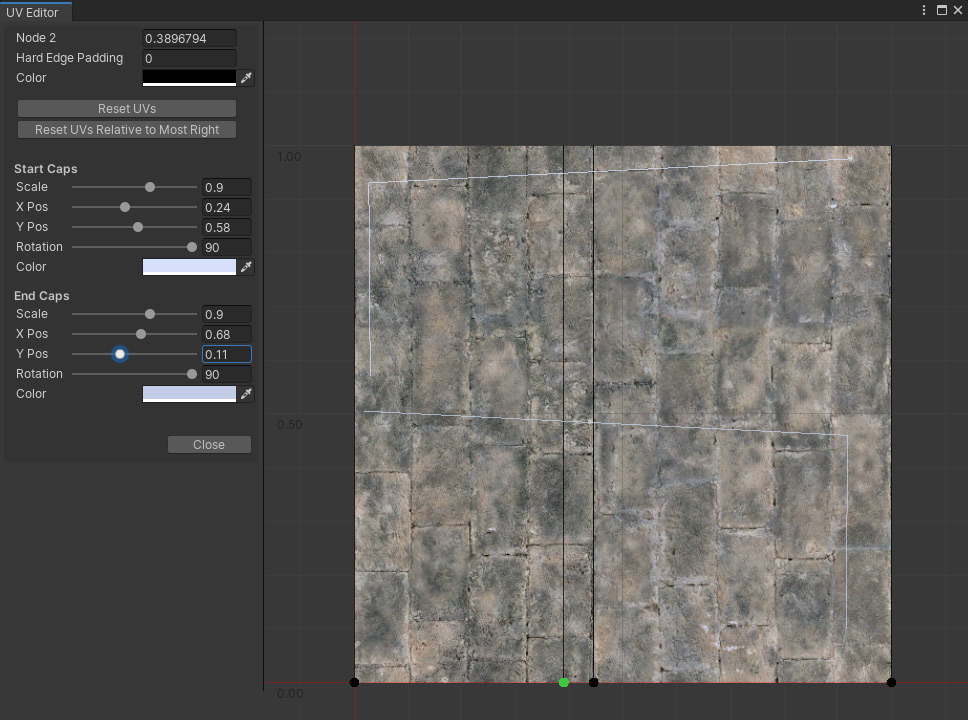 UV Editor
Node 2 0.3896794
Hard Edge Padding 0
Color
Reset UVs
Reset UVs Relative to Most Right
Start Caps
Scale 0.9
X Pos 0.24
Y Pos 0.58
Rotation 90
Color
End Caps
Scale 0.9
X Pos 0.68
Y Pos 0.11
Rotation 90
Color
Close
1.00
0.50
0.00